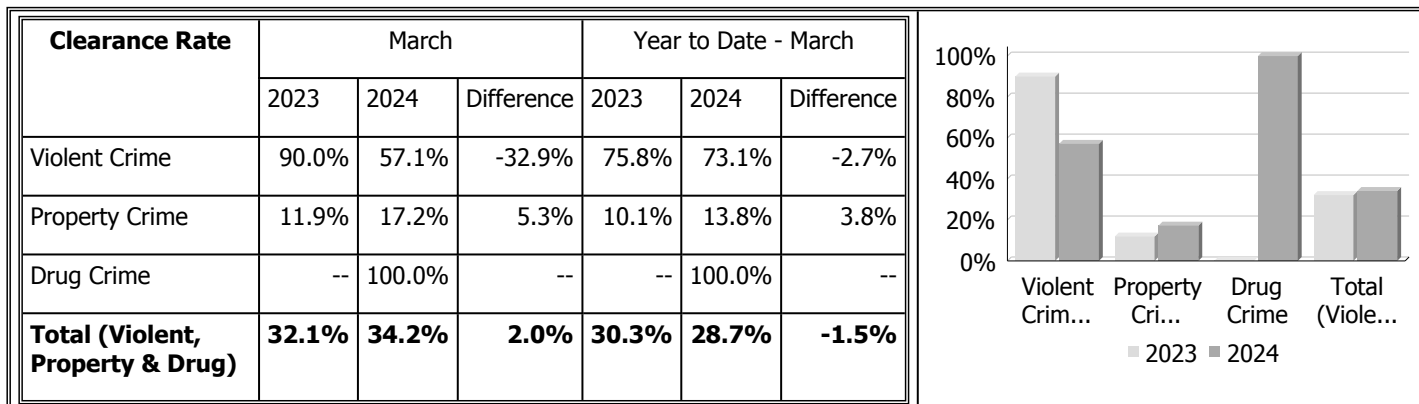 Clearance Rate March Year to Date - March
2023 2024 Difference 2023 2024 Difference
Violent Crime 90.0% 57.1% -32.9% 75.8% 73.1% -2.7%
Property Crime 11.9% 17.2% 5.3% 10.1% 13.8% 3.8%
Drug Crime -- 100.0% -- -- 100.0% --
Total (Violent, 32.1% 34.2% 2.0% 30.3% 28.7% -1.5%
Property & Drug)
100%
80%
60%
40%
20%
0%
Violent Property Drug Total
Crim... Cri... Crime (Viole...
2023 2024